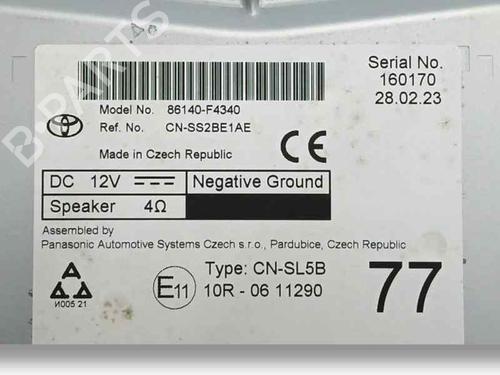 B-PARTS
Serial No.
160170
28.02.23
Model No. 86140-F4340
Ref. No. CN-SS2BE1AE
Made in Czech Republic
CE
DC 12V Negative Ground
Speaker 4Ω
Assembled by
Panasonic Automotive Systems Czech s.r.o., Pardubice, Czech Republic
Type: CN-SL5B
E11 10R - 06 11290
77
И005 21